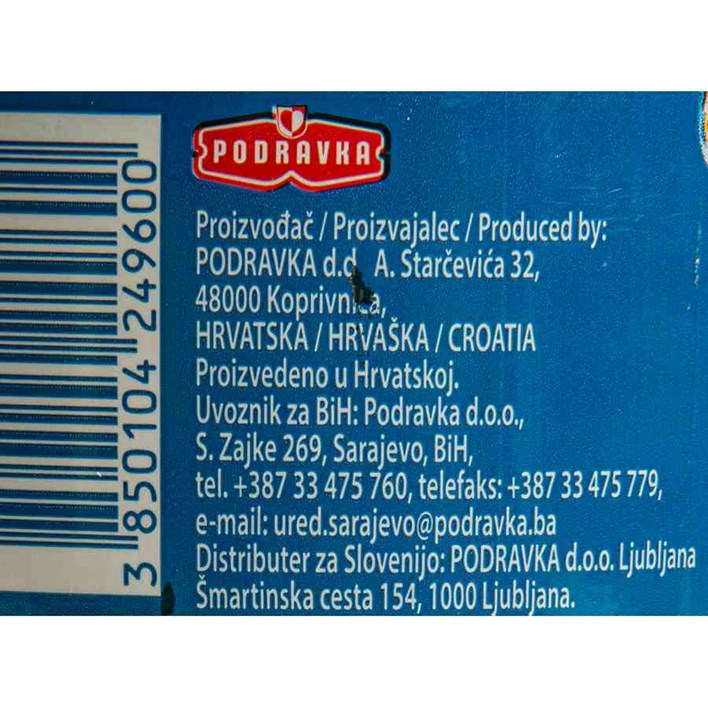 PODRAVKA
Proizvođač / Proizvajalec / Produced by:
PODRAVKA d.d. A. Starčevića 32,
48000 Koprivnica,
HRVATSKA / HRVAŠKA / CROATIA
Proizvedeno u Hrvatskoj.
Uvoznik za BiH: Podravka d.o.o.,
S. Zajke 269, Sarajevo, BiH,
tel. +387 33 475 760, telefaks: +387 33 475 779,
e-mail: ured.sarajevo@podravka.ba
Distributer za Slovenijo: PODRAVKA d.o.o. Ljubljana
Šmartinska cesta 154, 1000 Ljubljana.
3 850104 249600